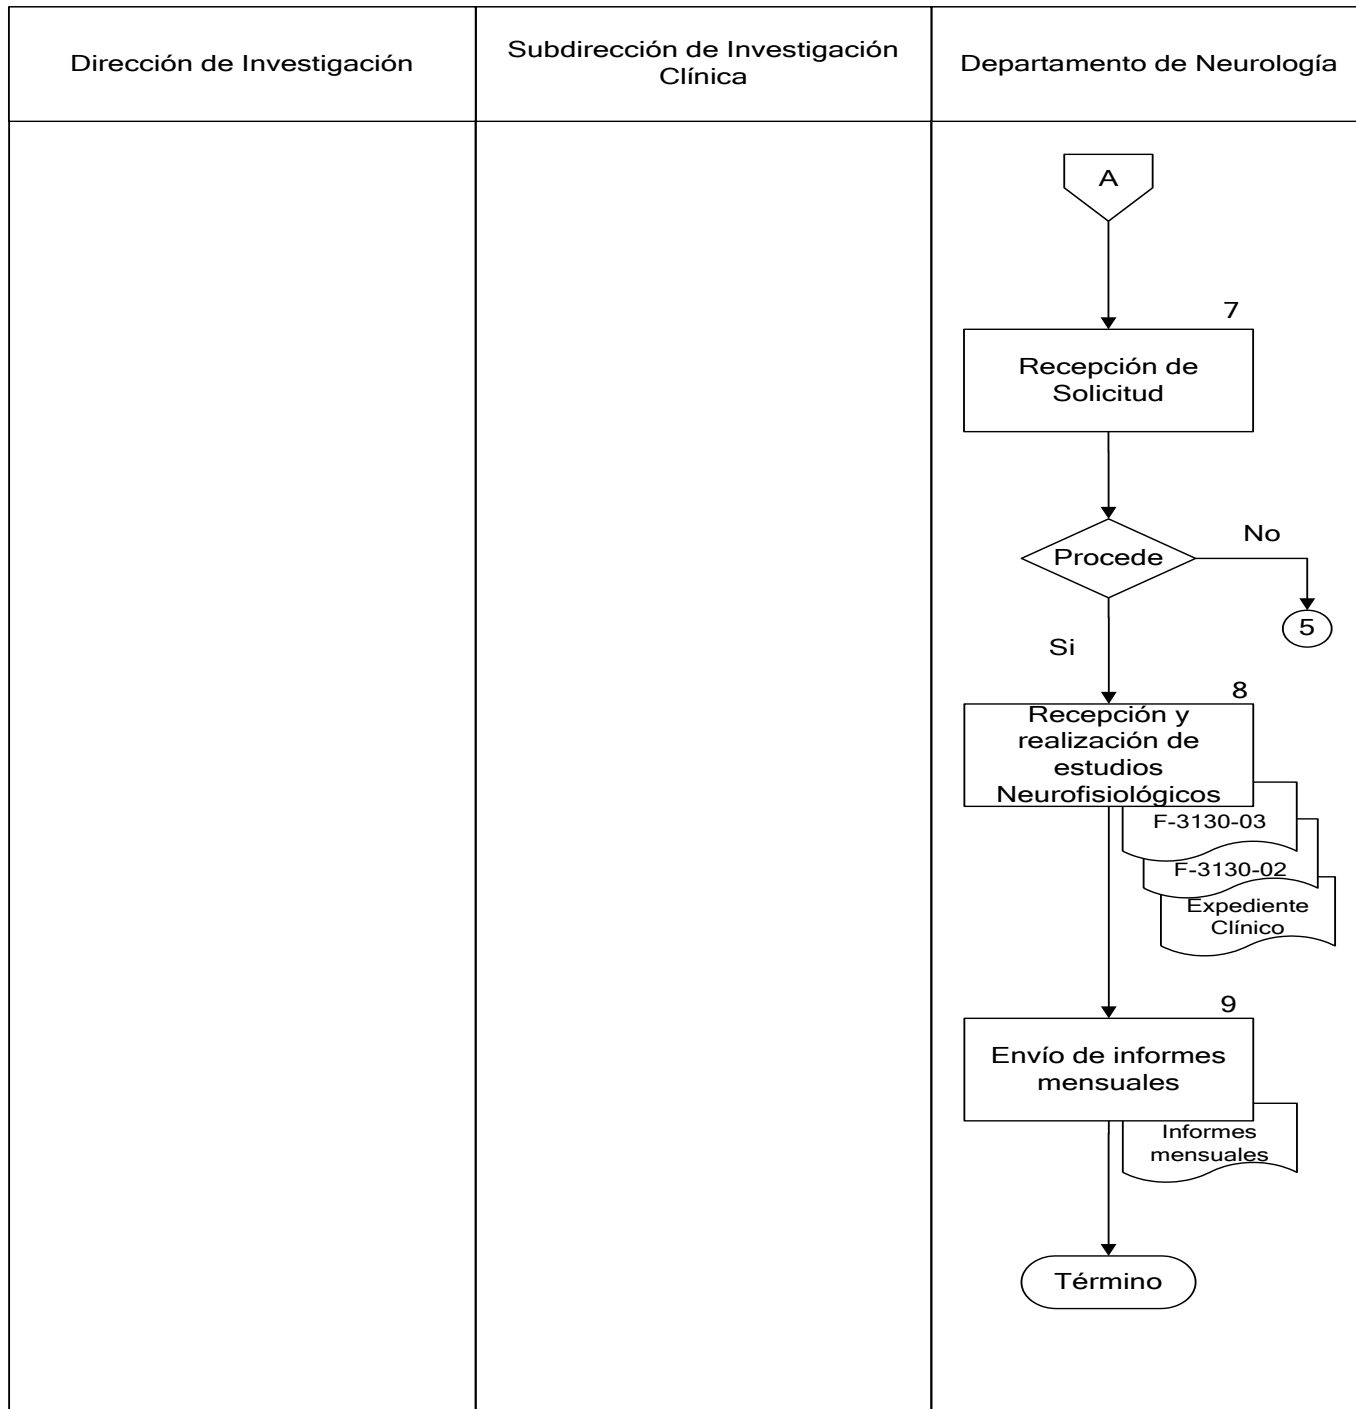 Dirección de Investigación
Subdirección de Investigación
Clínica
Departamento de Neurología
A
7
Recepción de
Solicitud
Procede
No
5
Si
8
Recepción y
realización de
estudios
Neurofisiológicos
F-3130-03
F-3130-02
Expediente
Clínico
9
Envío de informes
mensuales
Informes
mensuales
Término